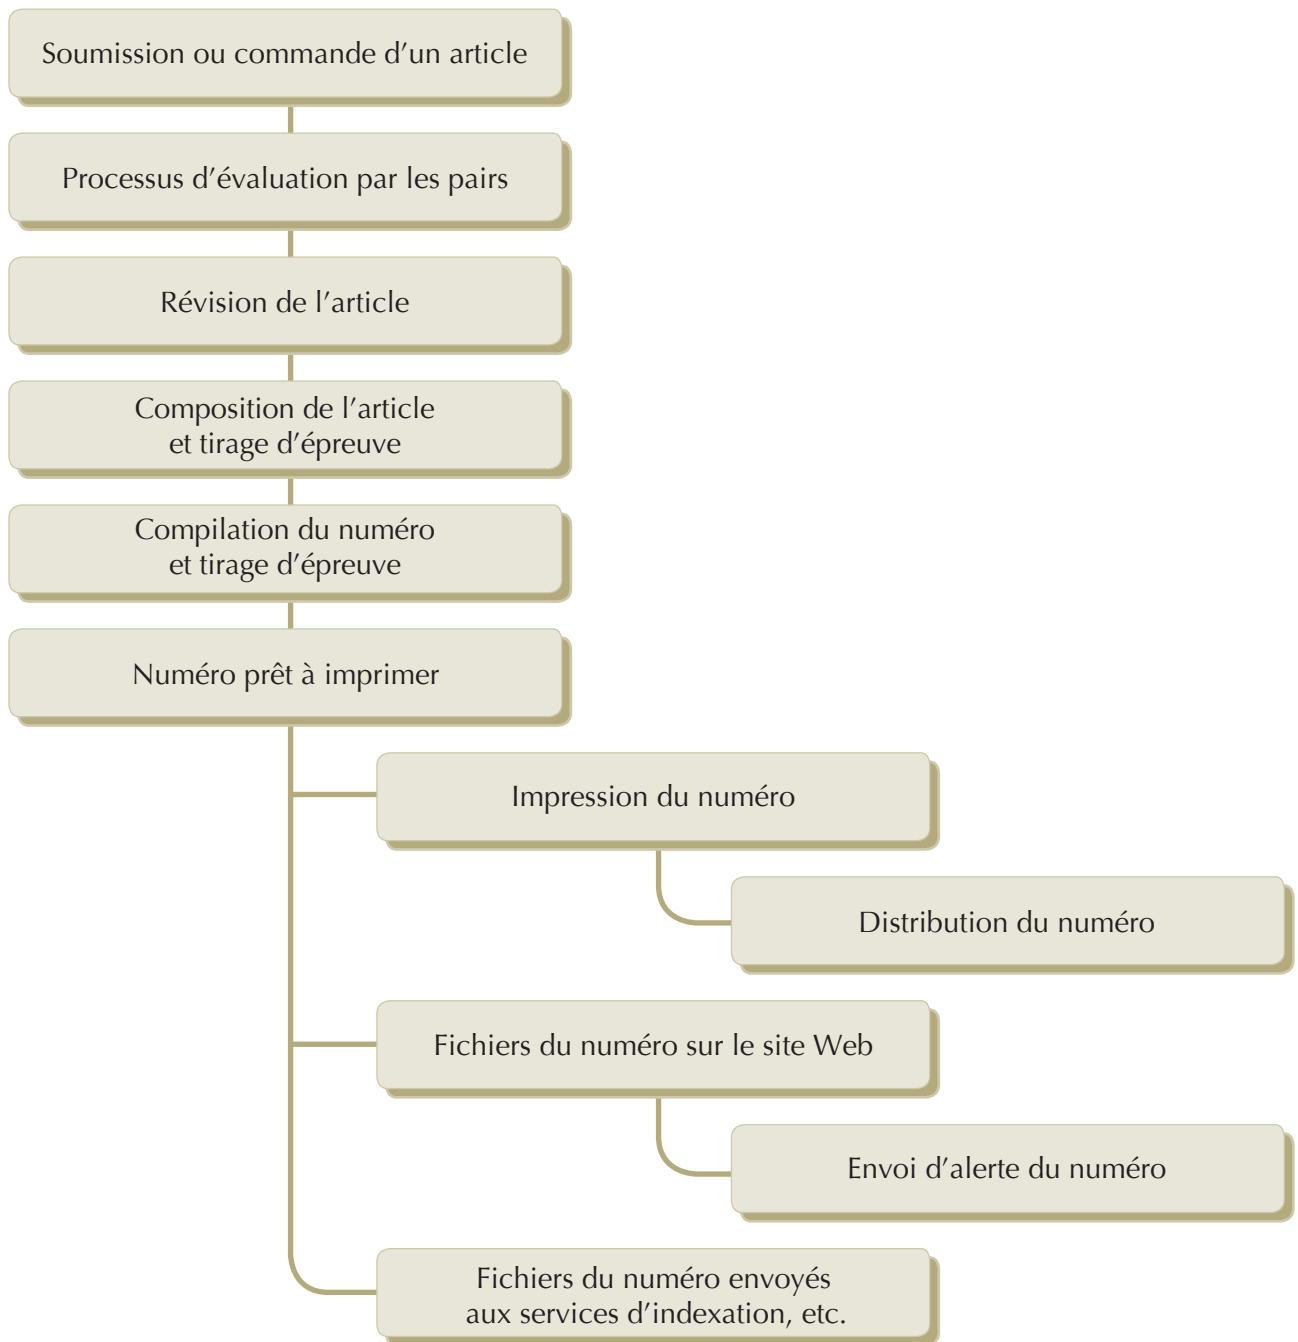 Soumission ou commande d’un article
Processus d’évaluation par les pairs
Révision de l’article
Composition de l’article
et tirage d’épreuve
Compilation du numéro
et tirage d’épreuve
Numéro prêt à imprimer
Impression du numéro
Distribution du numéro
Fichiers du numéro sur le site Web
Envoi d’alerte du numéro
Fichiers du numéro envoyés
aux services d’indexation, etc.